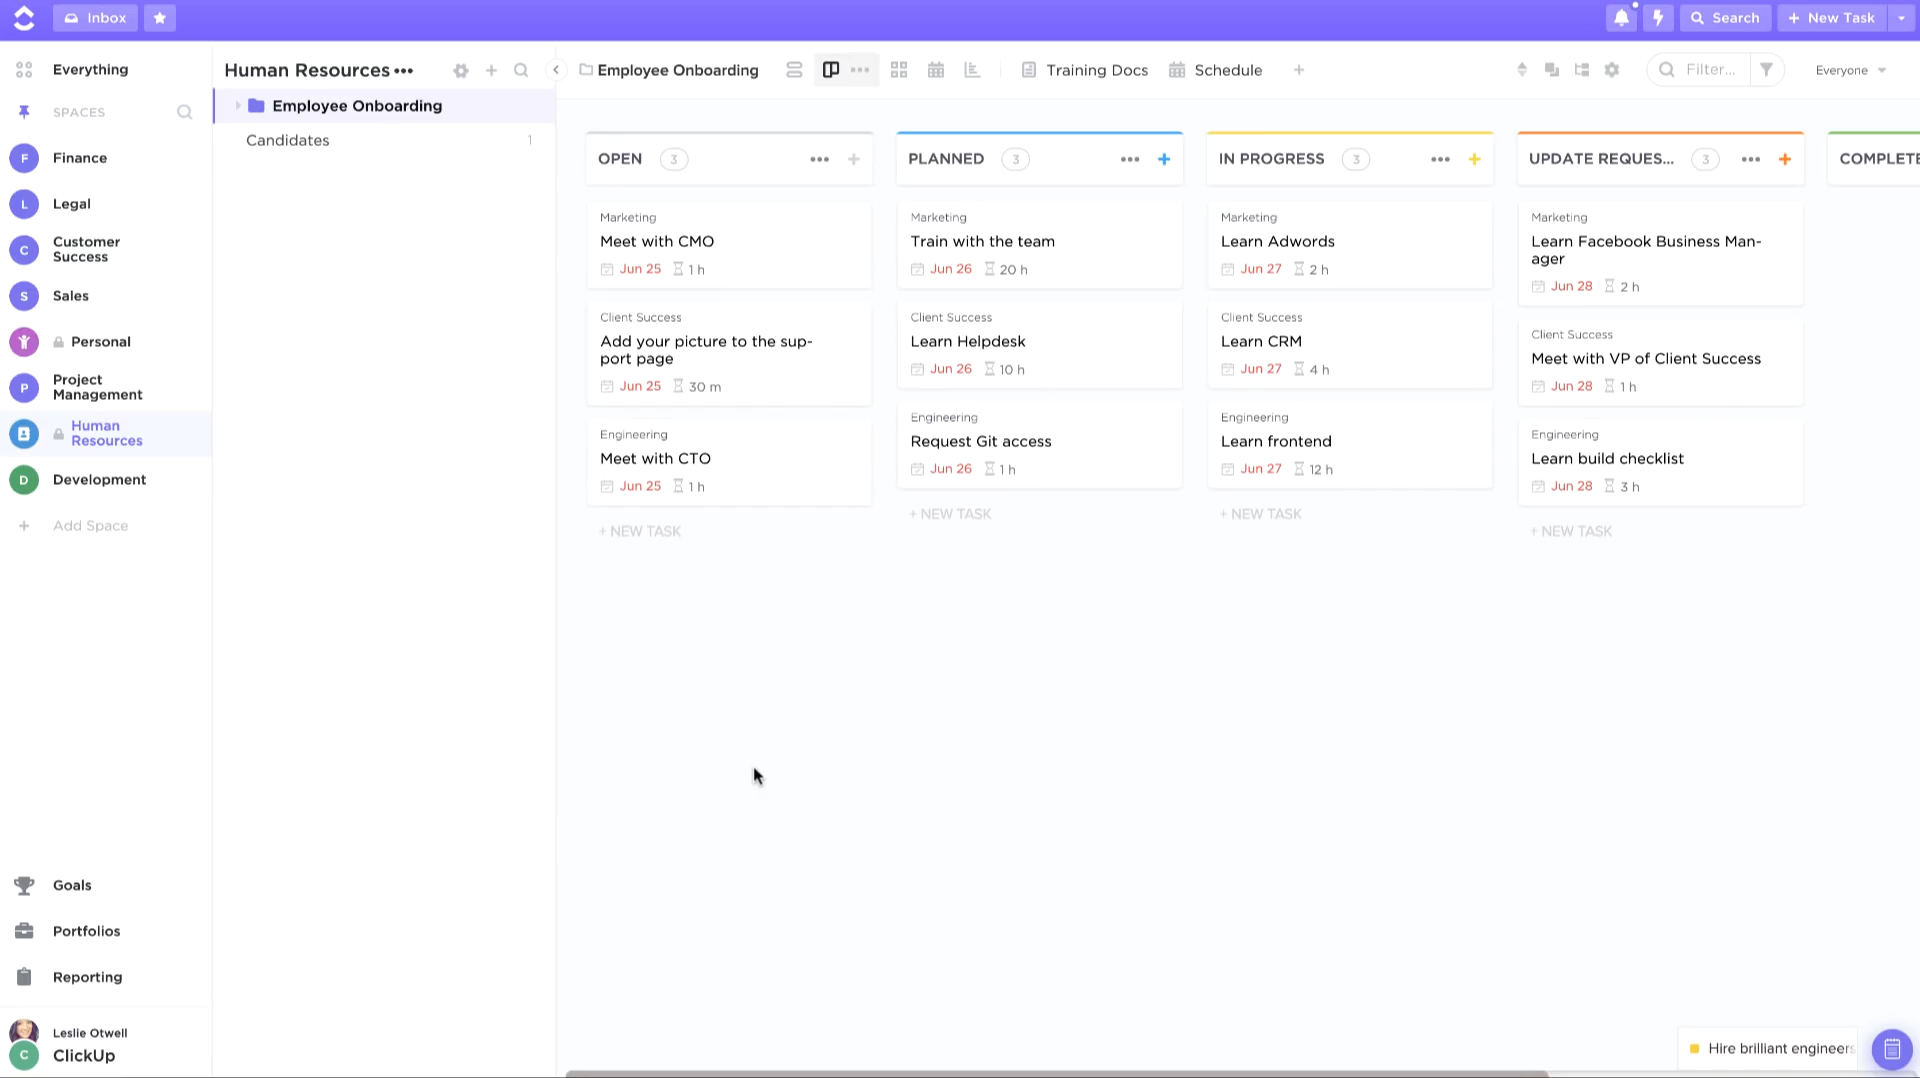 Inbox
Search
+ New Task
Everything
SPACES
F Finance
L Legal
C Customer
Success
S Sales
Personal
P Project
Management
Human
Resources
D Development
+ Add Space
Goals
Portfolios
Reporting
Leslie Otwell
C ClickUp
Human Resources •••
Employee Onboarding
Candidates 1
Employee Onboarding
Training Docs
Schedule
Filter...
Everyone
OPEN 3
Marketing
Meet with CMO
Jun 25 1 h
Client Success
Add your picture to the sup-
port page
Jun 25 30 m
Engineering
Meet with CTO
Jun 25 1 h
+ NEW TASK
PLANNED 3
Marketing
Train with the team
Jun 26 20 h
Client Success
Learn Helpdesk
Jun 26 10 h
Engineering
Request Git access
Jun 26 1 h
+ NEW TASK
IN PROGRESS 3
Marketing
Learn Adwords
Jun 27 2 h
Client Success
Learn CRM
Jun 27 4 h
Engineering
Learn frontend
Jun 27 12 h
+ NEW TASK
UPDATE REQUES... 3
Marketing
Learn Facebook Business Man-
ager
Jun 28 2 h
Client Success
Meet with VP of Client Success
Jun 28 1 h
Engineering
Learn build checklist
Jun 28 3 h
+ NEW TASK
COMPLETE
Hire brilliant engineers